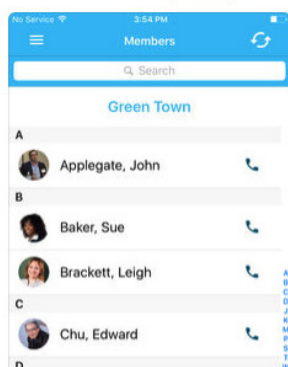 No Service 3:54 PM
Members
Search
Green Town
A
Applegate, John
B
Baker, Sue
Brackett, Leigh
C
Chu, Edward
D
A
B
C
D
J
K
M
P
S
T
W